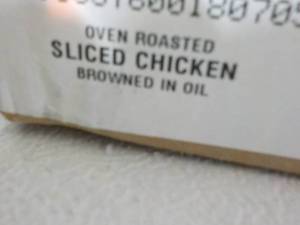 OVEN ROASTED
SLICED CHICKEN
BROWNED IN OIL